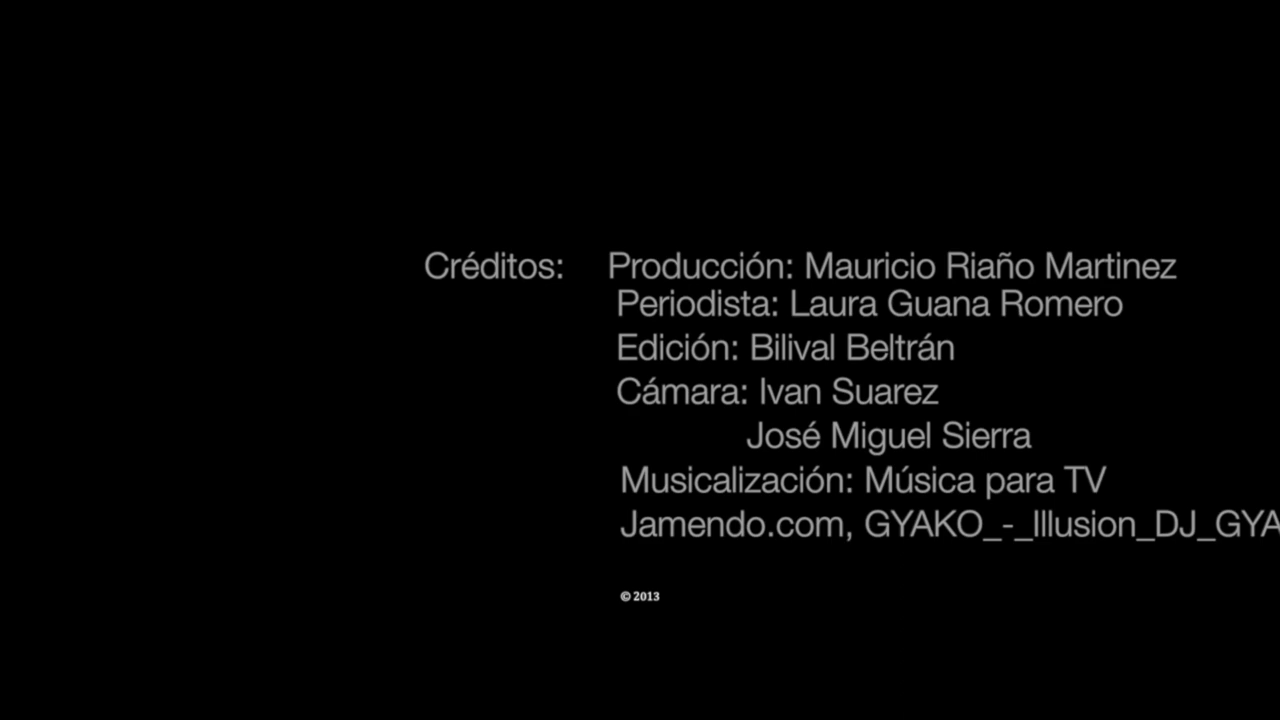 Créditos: Producción: Mauricio Riaño Martinez
Periodista: Laura Guana Romero
Edición: Bilival Beltrán
Cámara: Ivan Suarez
José Miguel Sierra
Musicalización: Música para TV
Jamendo.com, GYAKO_-_Illusion_DJ_GYA
© 2013